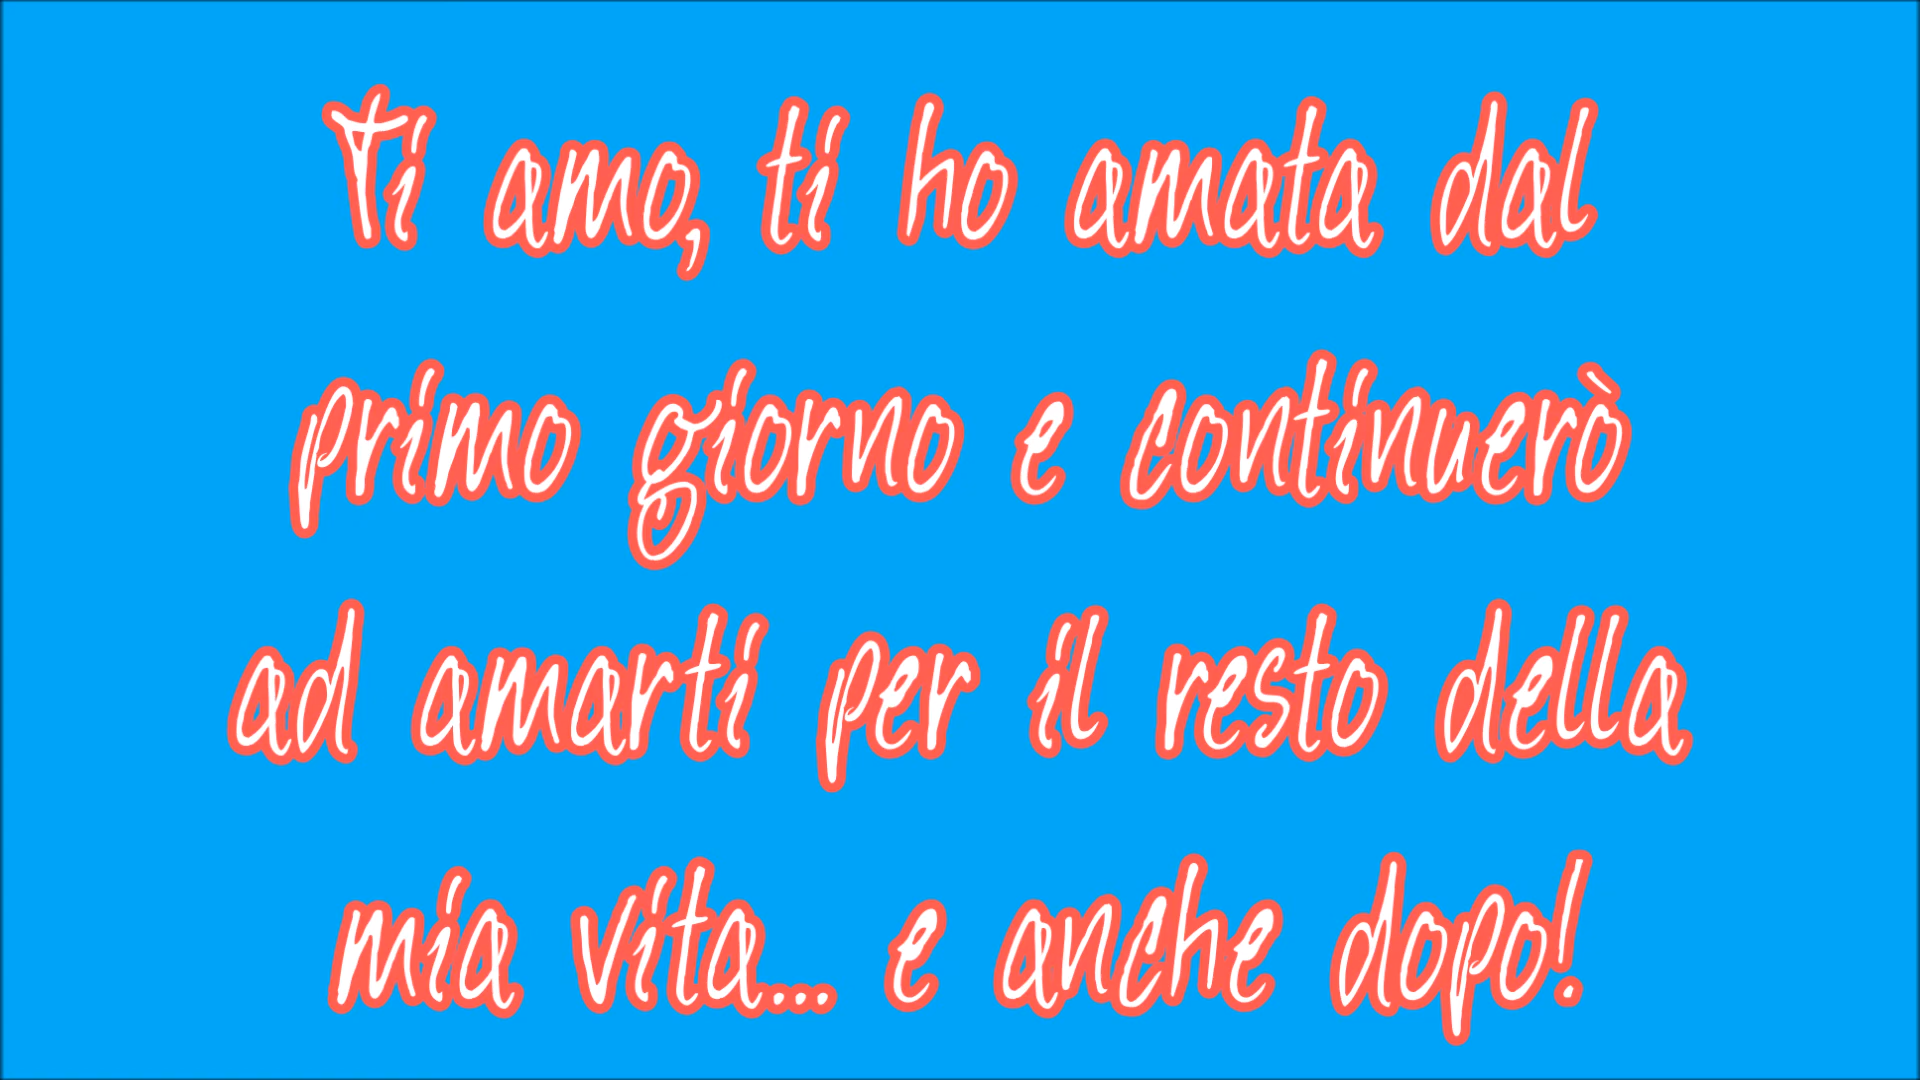 Ti amo, ti ho amata dal
primo giorno e continuerò
ad amarti per il resto della
mia vita... e anche dopo!